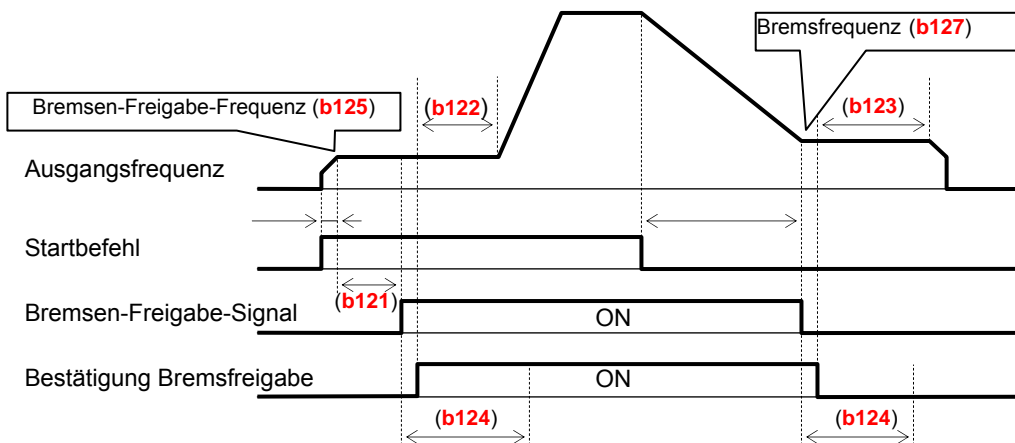 Bremsfrequenz (b127)
Bremsen-Freigabe-Frequenz (b125)
(b122)
(b123)
Ausgangsfrequenz
Startbefehl
(b121)
Bremsen-Freigabe-Signal
ON
Bestätigung Bremsfreigabe
ON
(b124)
(b124)